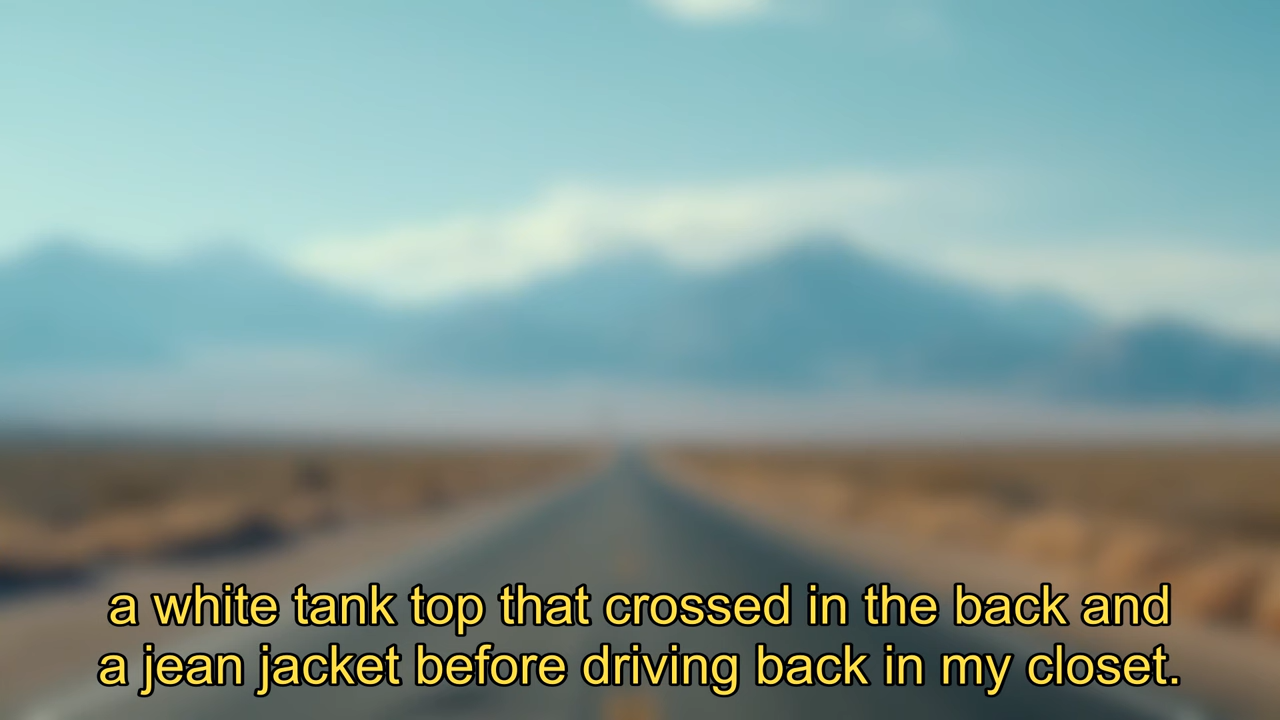 a white tank top that crossed in the back and
a jean jacket before driving back in my closet.